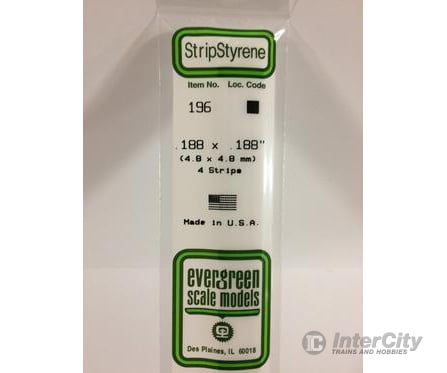 StripStyrene
Item No. Loc. Code
196
.188 x .188"
(4.8 x 4.8 mm)
4 Strips
Made in U.S.A.
evergreen
scale models
Des Plaines, IL 60018
InterCity
TRAINS AND HOBBIES